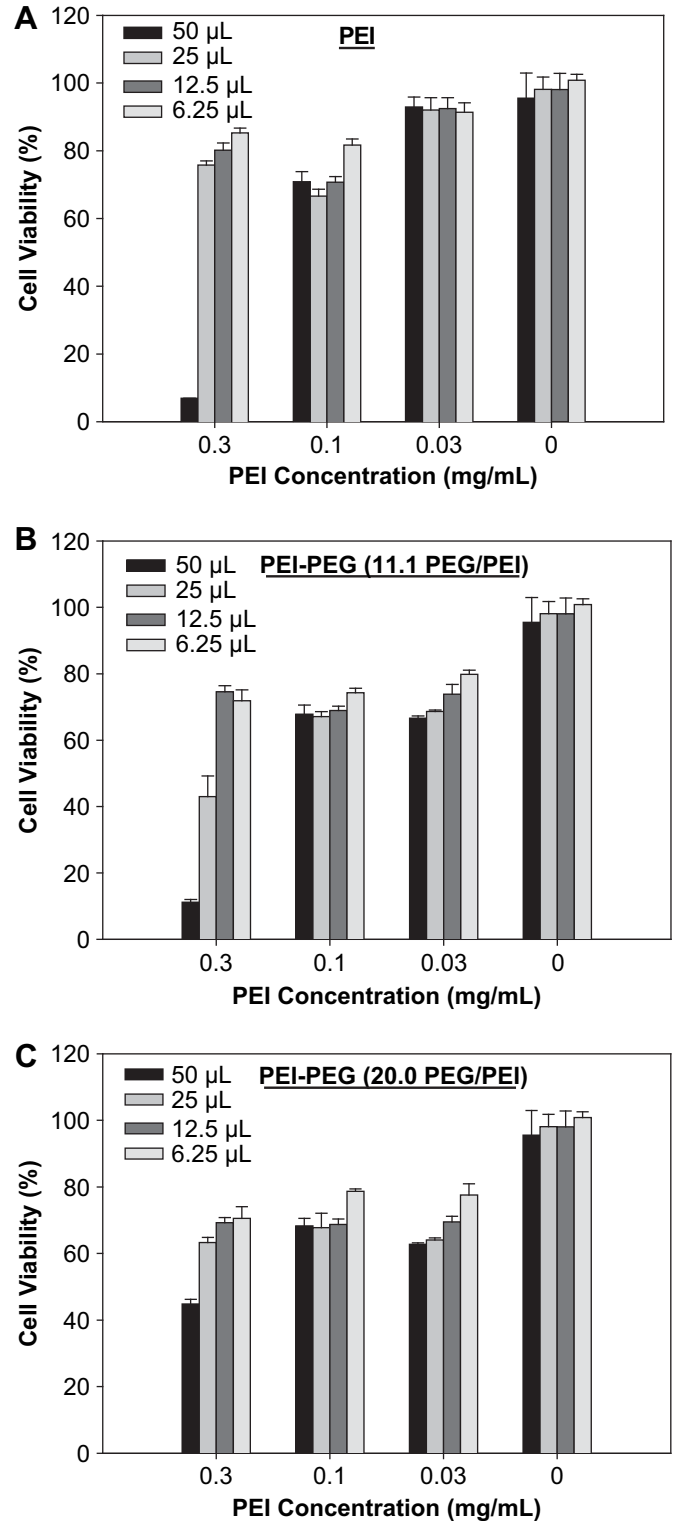 A
PEI
50 µL
25 µL
12.5 µL
6.25 µL
Cell Viability (%)
120
100
80
60
40
20
0
0.3 0.1 0.03 0
PEI Concentration (mg/mL)
B
PEI-PEG (11.1 PEG/PEI)
50 µL
25 µL
12.5 µL
6.25 µL
Cell Viability (%)
120
100
80
60
40
20
0
0.3 0.1 0.03 0
PEI Concentration (mg/mL)
C
PEI-PEG (20.0 PEG/PEI)
50 µL
25 µL
12.5 µL
6.25 µL
Cell Viability (%)
120
100
80
60
40
20
0
0.3 0.1 0.03 0
PEI Concentration (mg/mL)